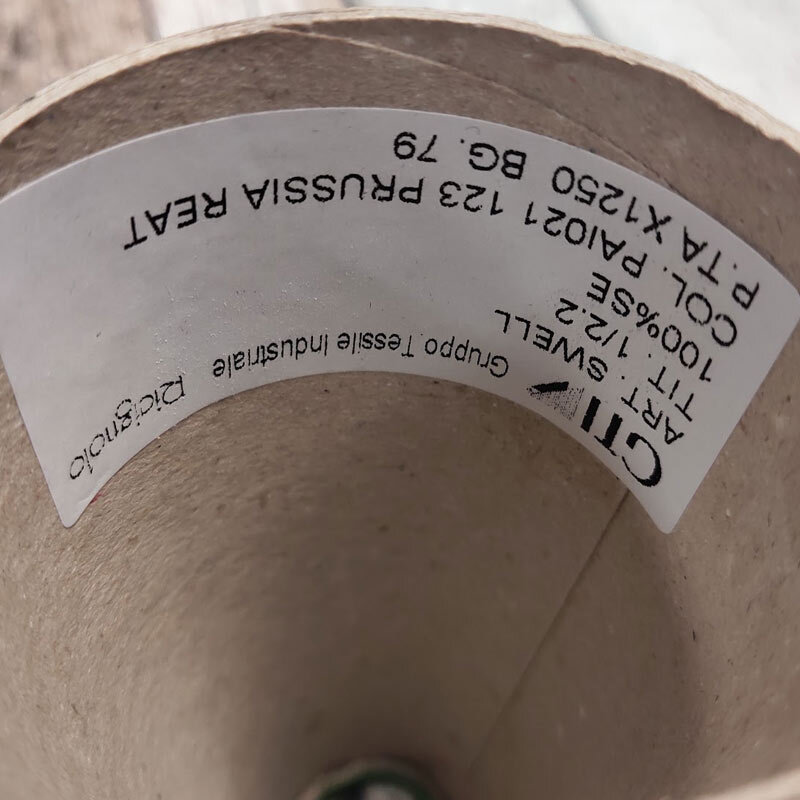 GTI Gruppo Tessile Industriale
ART. SWELL
TIT. 1/2.2
100%SE
COL. PAI021 123 PRUSSIA REAT
P.TA X1250 BG. 79